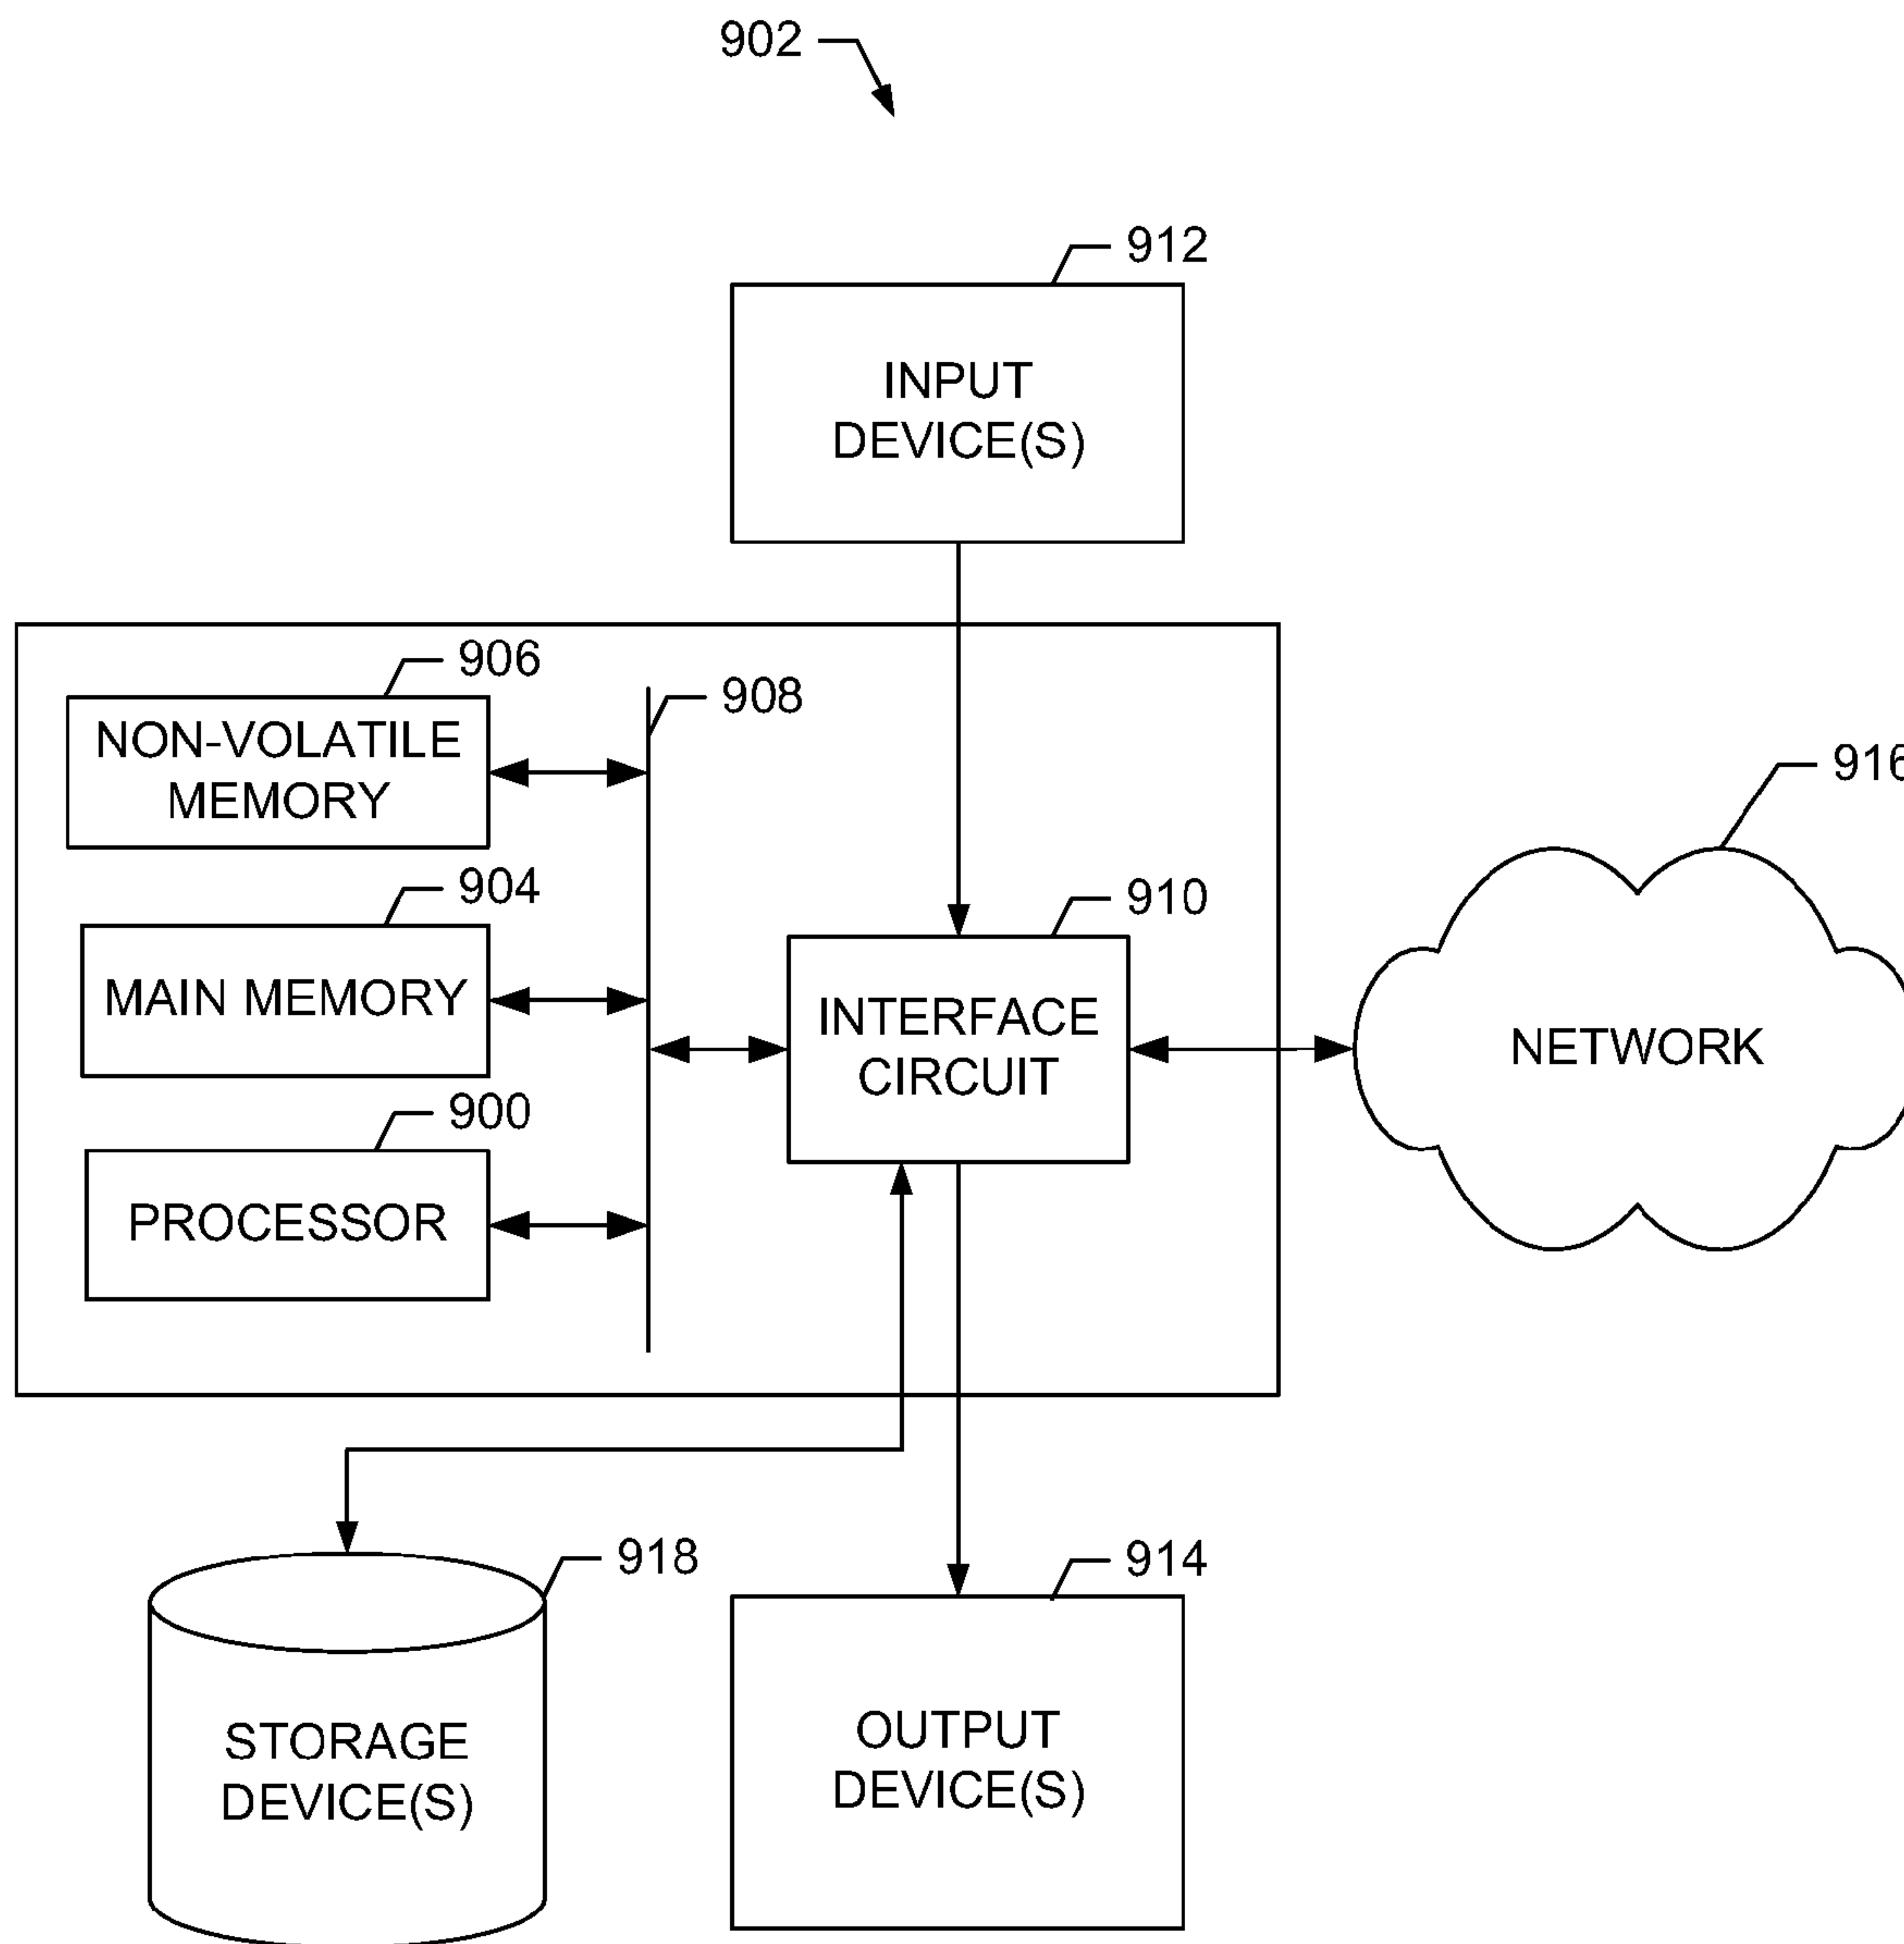 902
912
INPUT
DEVICE(S)
906
NON-VOLATILE
MEMORY
908
916
904
MAIN MEMORY
910
INTERFACE
CIRCUIT
NETWORK
900
PROCESSOR
918
STORAGE
DEVICE(S)
914
OUTPUT
DEVICE(S)